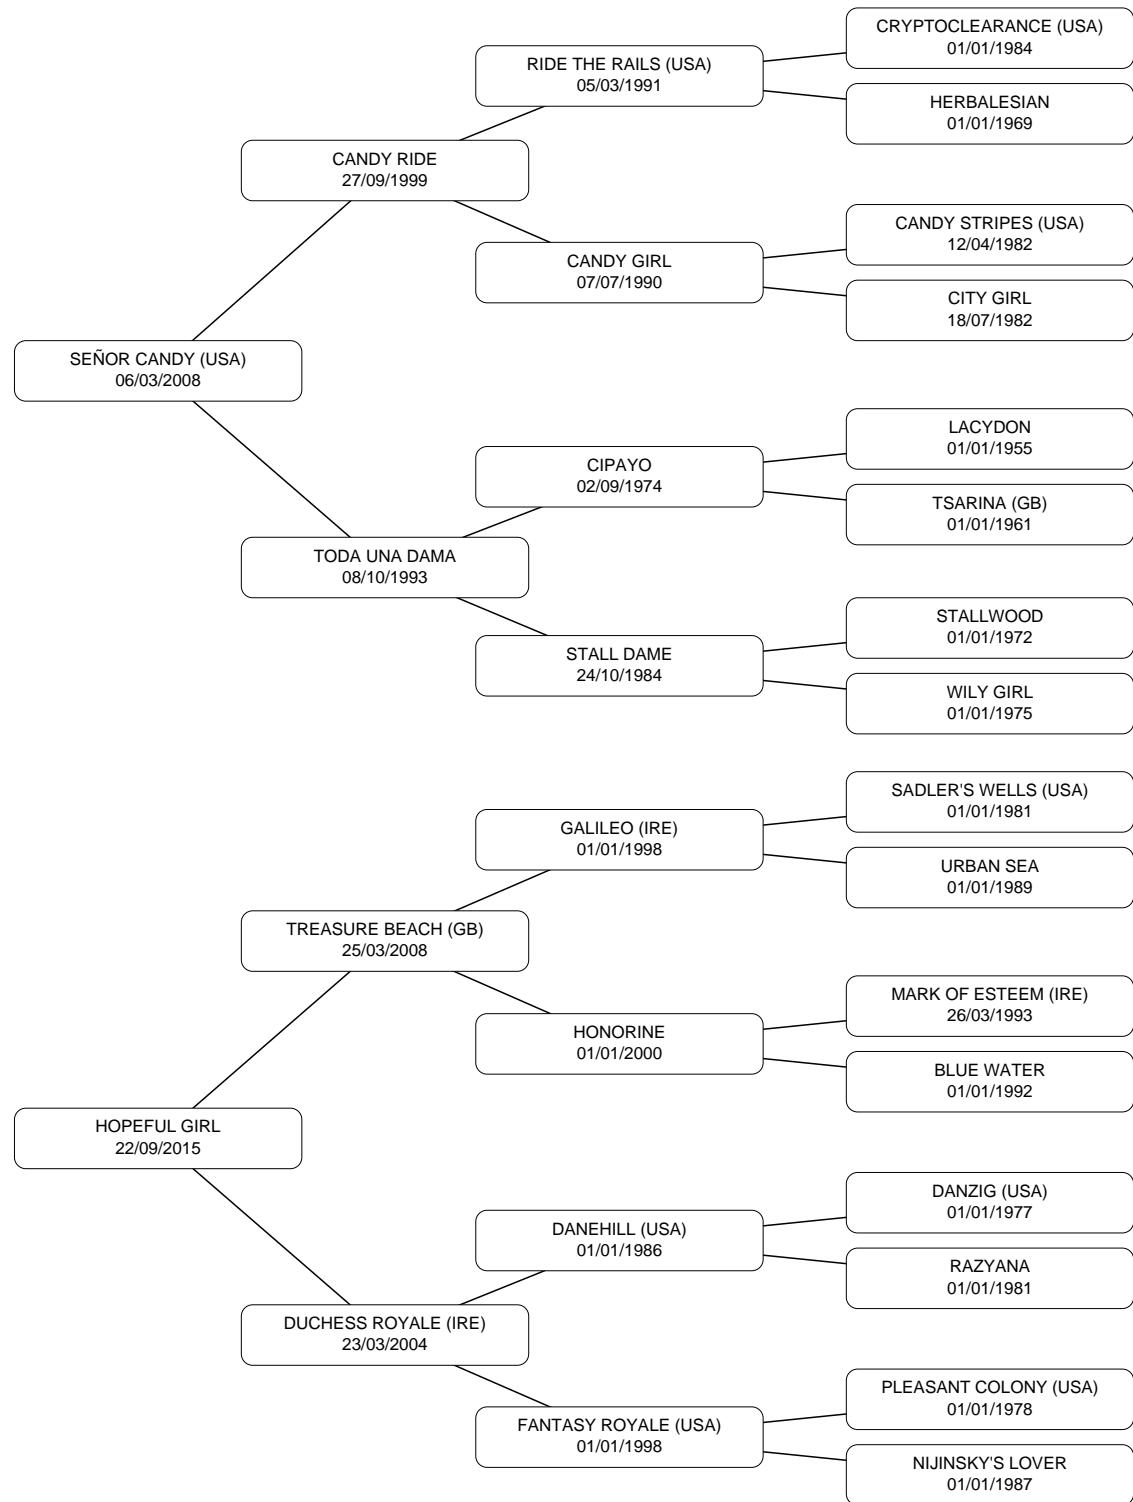 CRYPTOCLEARANCE (USA)
01/01/1984
RIDE THE RAILS (USA)
05/03/1991
HERBALESIAN
01/01/1969
CANDY RIDE
27/09/1999
CANDY STRIPES (USA)
12/04/1982
CANDY GIRL
07/07/1990
CITY GIRL
18/07/1982
SEÑOR CANDY (USA)
06/03/2008
LACYDON
01/01/1955
CIPAYO
02/09/1974
TSARINA (GB)
01/01/1961
TODA UNA DAMA
08/10/1993
STALLWOOD
01/01/1972
STALL DAME
24/10/1984
WILY GIRL
01/01/1975
SADLER'S WELLS (USA)
01/01/1981
GALILEO (IRE)
01/01/1998
URBAN SEA
01/01/1989
TREASURE BEACH (GB)
25/03/2008
MARK OF ESTEEM (IRE)
26/03/1993
HONORINE
01/01/2000
BLUE WATER
01/01/1992
HOPEFUL GIRL
22/09/2015
DANZIG (USA)
01/01/1977
DANEHILL (USA)
01/01/1986
RAZYANA
01/01/1981
DUCHESS ROYALE (IRE)
23/03/2004
PLEASANT COLONY (USA)
01/01/1978
FANTASY ROYALE (USA)
01/01/1998
NIJINSKY'S LOVER
01/01/1987